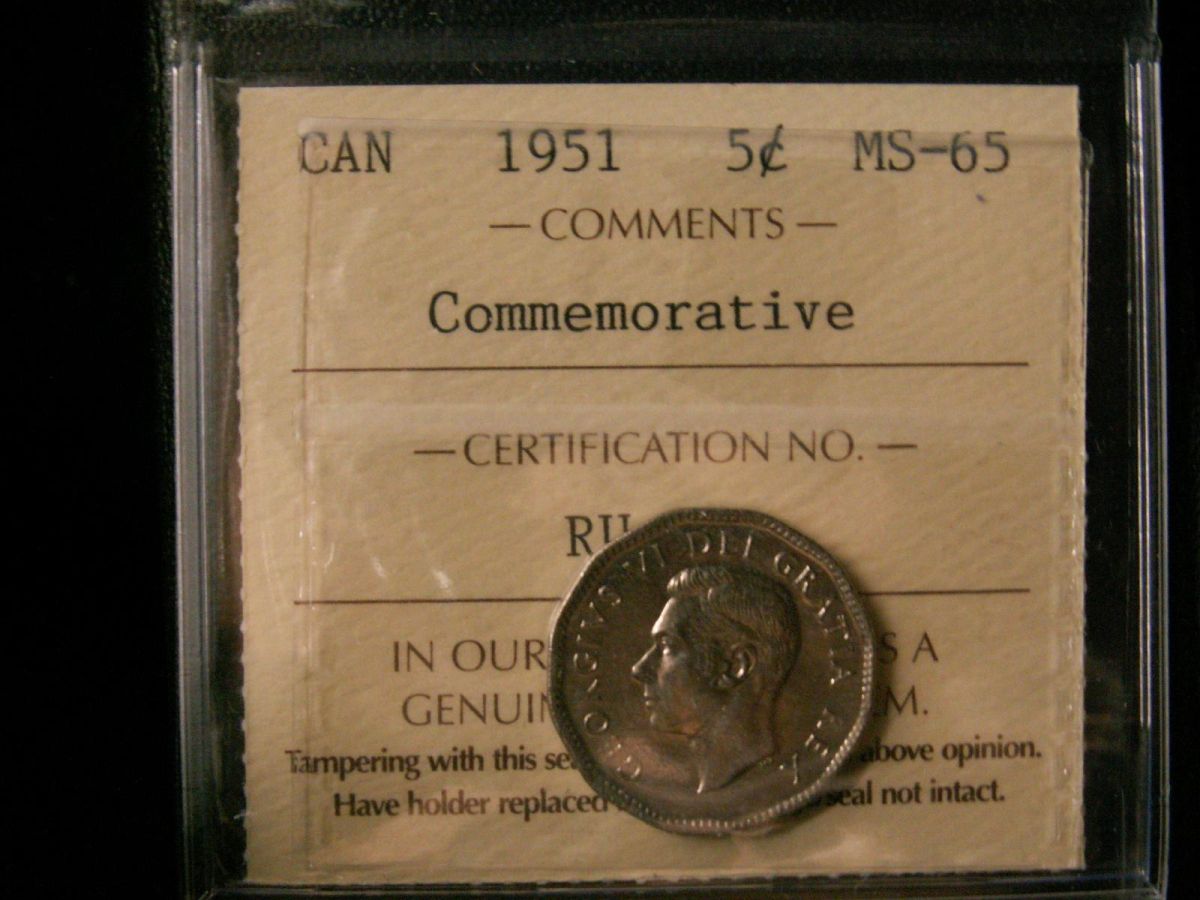 CAN 1951 5¢ MS-65
— COMMENTS —
Commemorative
— CERTIFICATION NO. —
IN OUR S A
GENUIN M.
Tampering with this se above opinion.
Have holder replaced seal not intact.
GEORGIVS VI DEI GRATIA REX